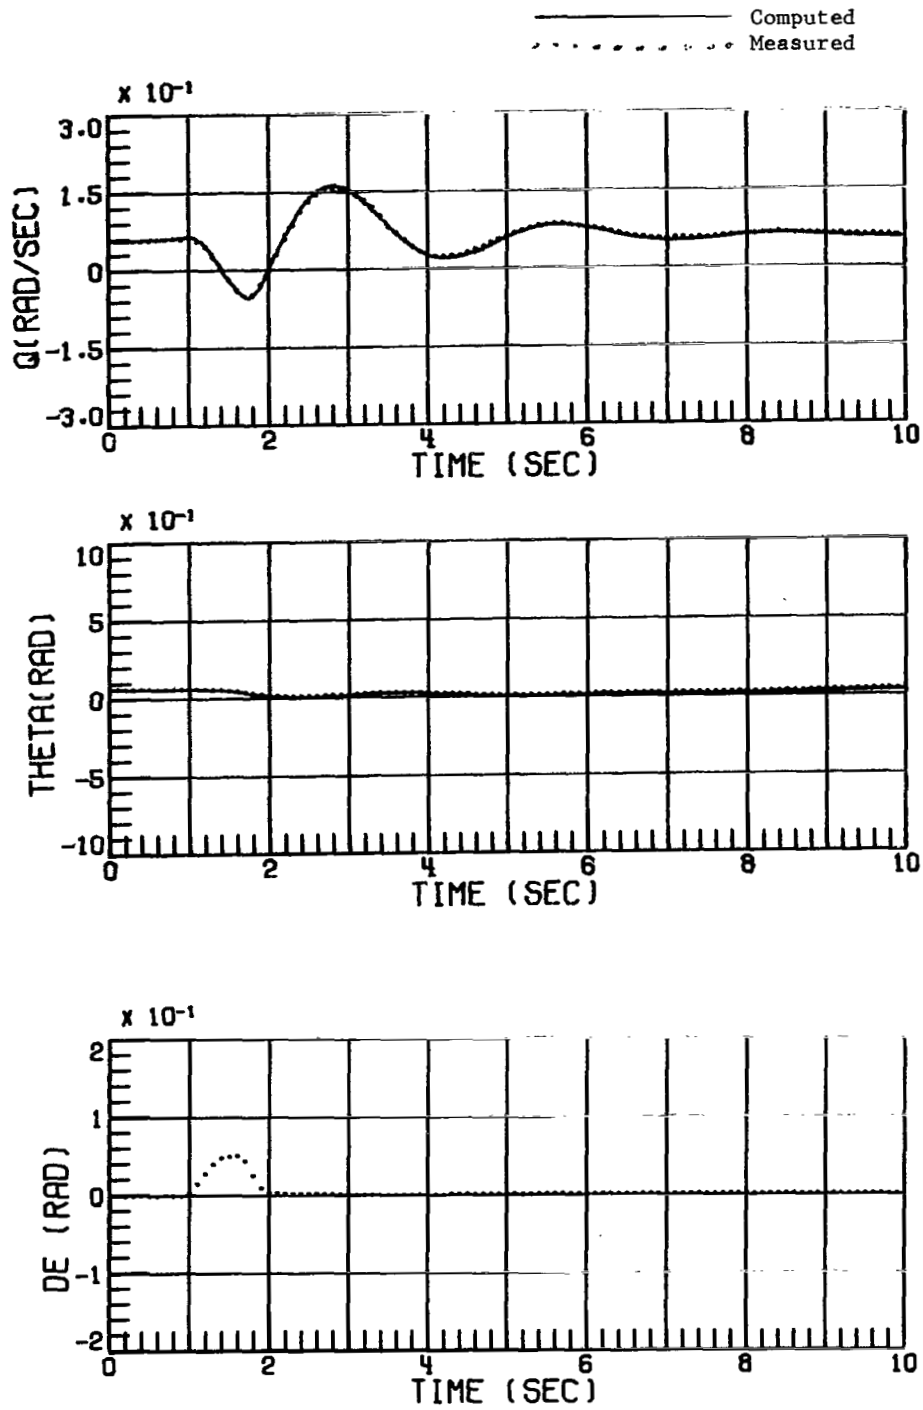 Computed
Measured
X 10⁻¹
3.0
1.5
0
-1.5
-3.0
Q(RAD/SEC)
0 2 4 6 8 10
TIME (SEC)
X 10⁻¹
10
5
0
-5
-10
THETA(RAD)
0 2 4 6 8 10
TIME (SEC)
X 10⁻¹
2
1
0
-1
-2
DE (RAD)
0 2 4 6 8 10
TIME (SEC)